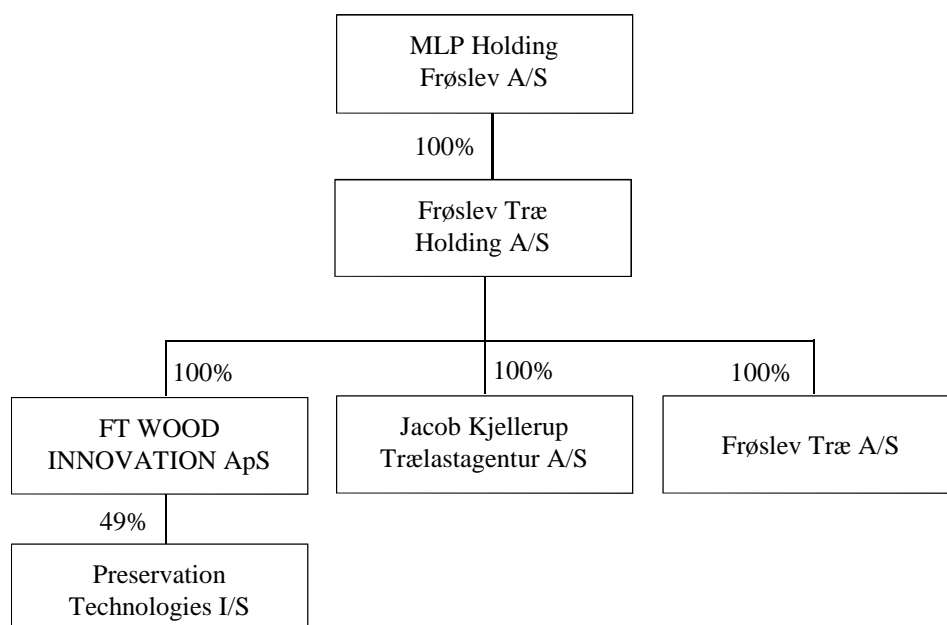 MLP Holding
Frøslev A/S
100%
Frøslev Træ
Holding A/S
100%
100%
100%
FT WOOD
INNOVATION ApS
Jacob Kjellerup
Trælastagentur A/S
Frøslev Træ A/S
49%
Preservation
Technologies I/S